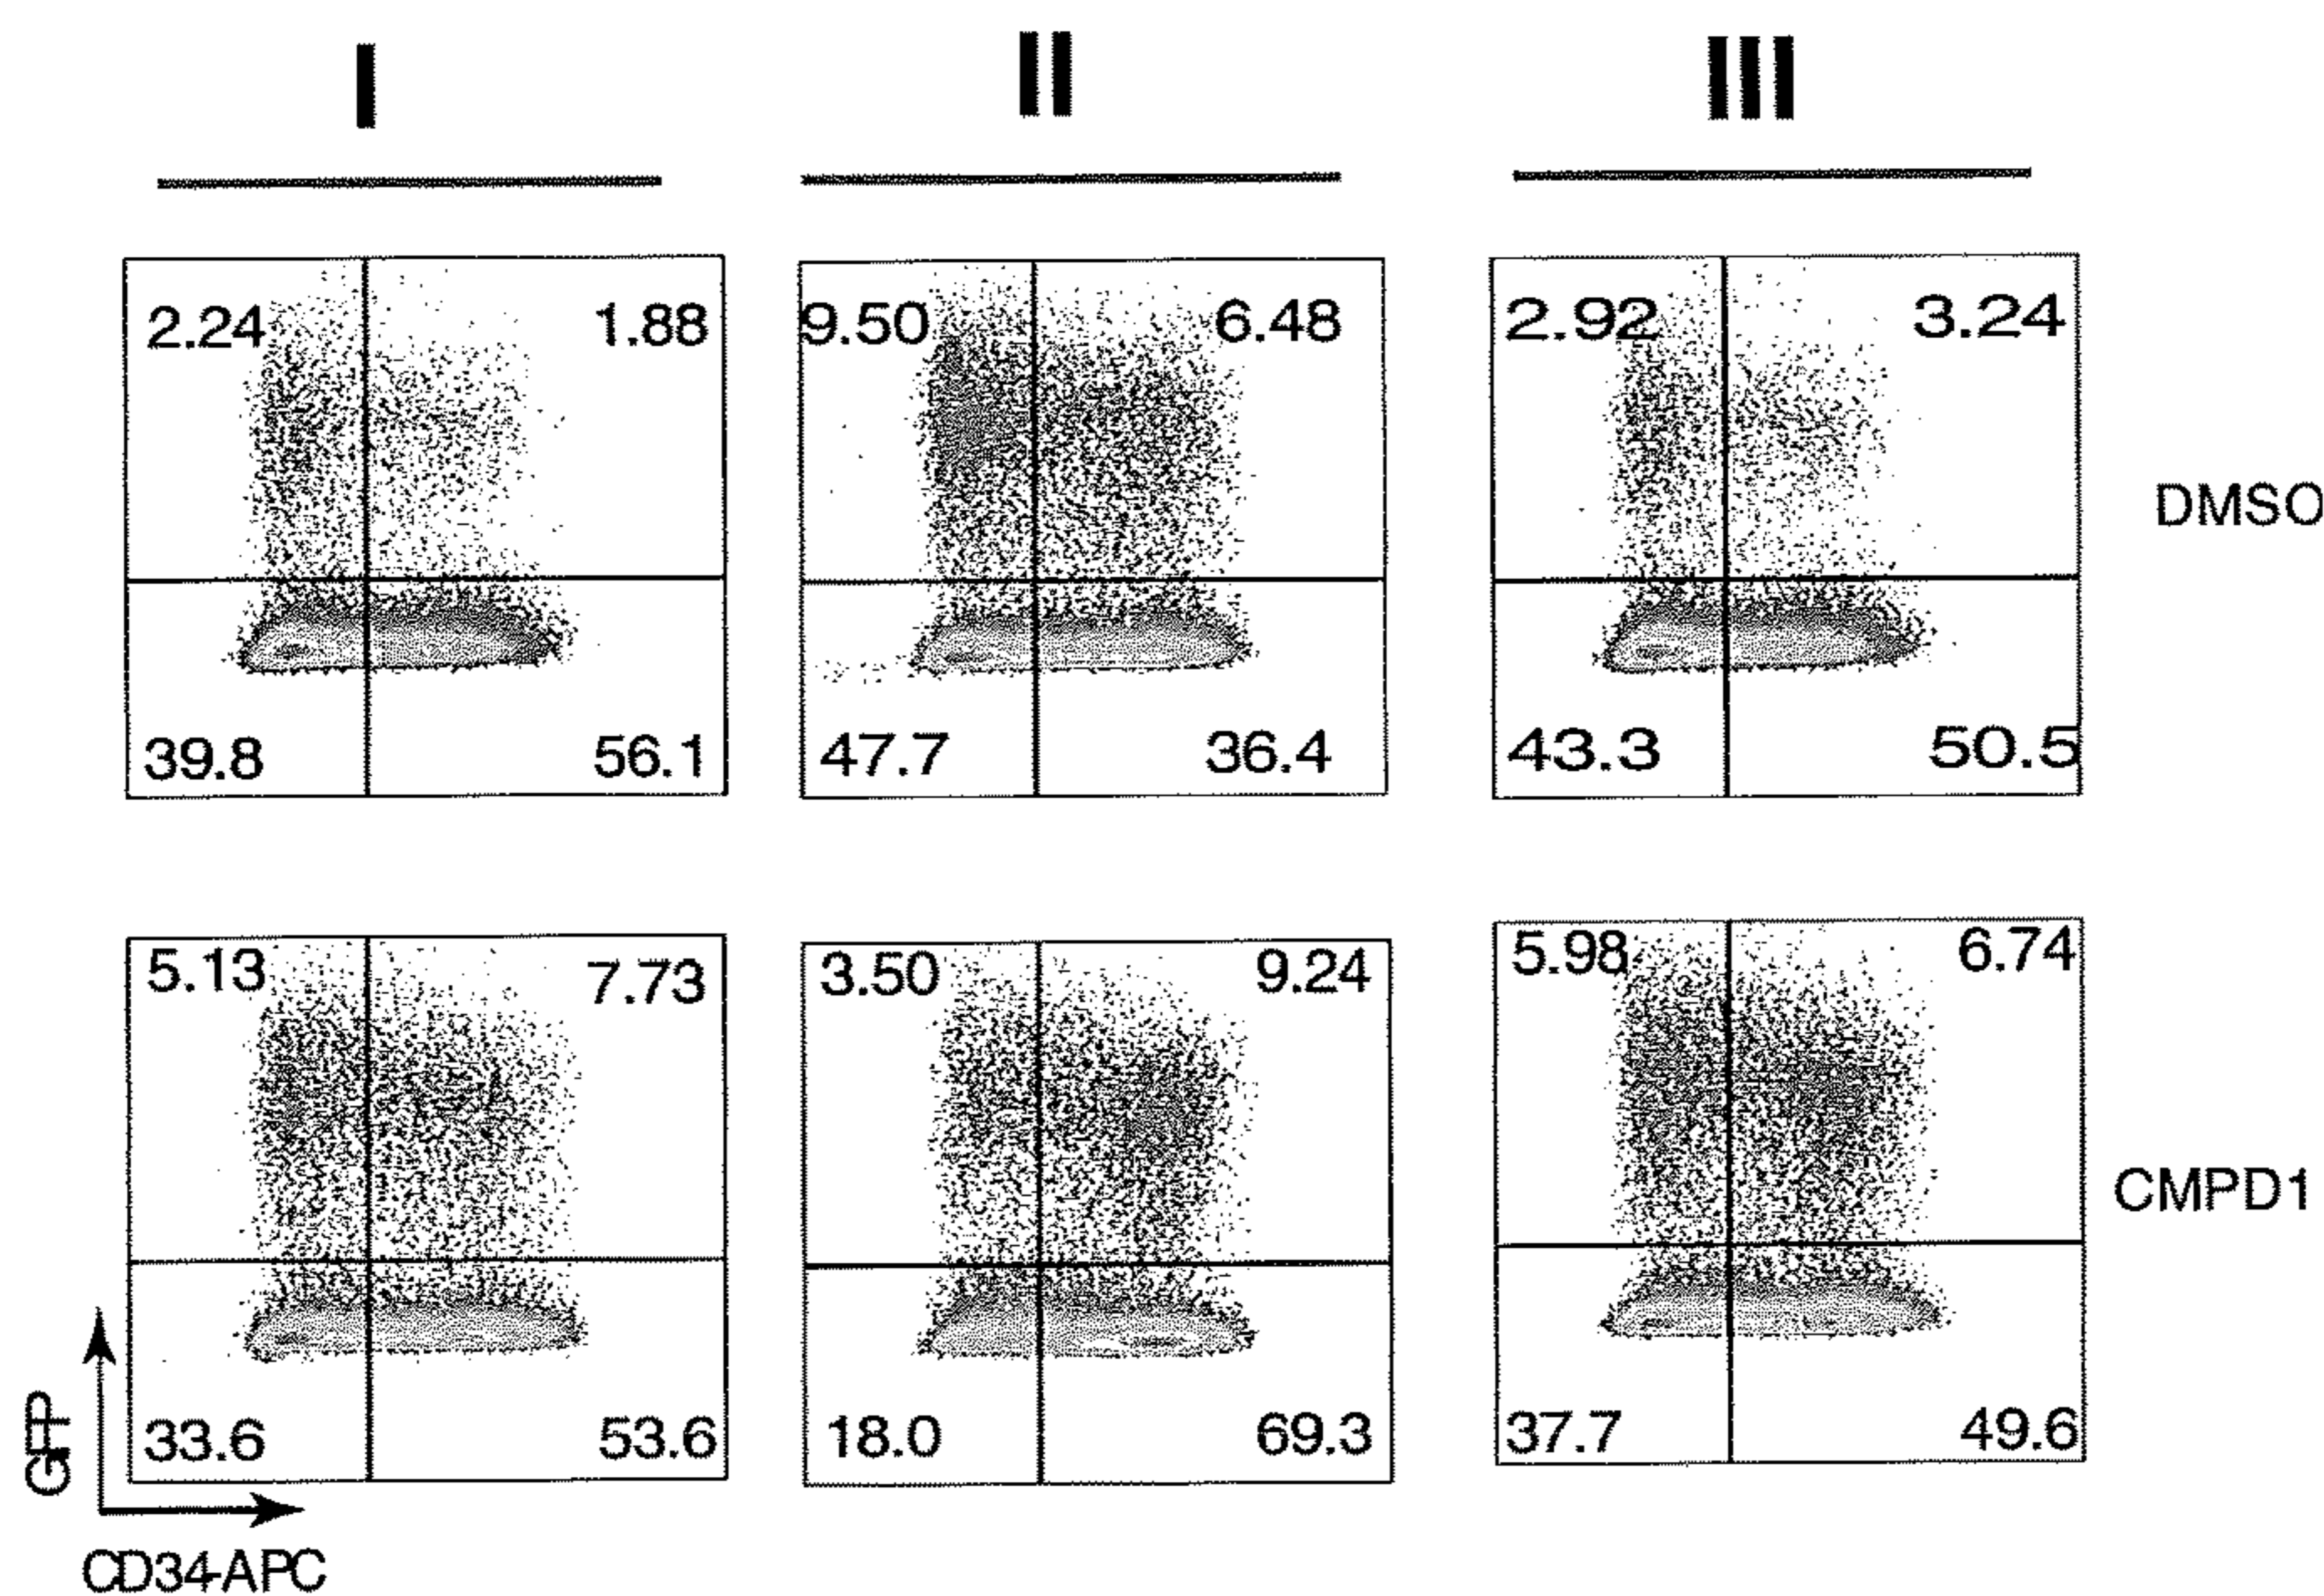 I II III
2.24 1.88 9.50 6.48 2.92 3.24
DMSO
39.8 56.1 47.7 36.4 43.3 50.5
5.13 7.73 3.50 9.24 5.98 6.74
CMPD1
33.6 53.6 18.0 69.3 37.7 49.6
GFP
CD34-APC